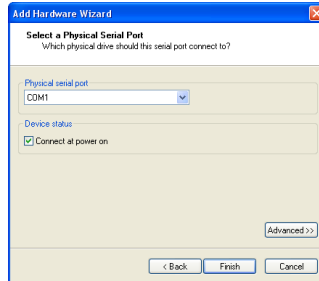 Add Hardware Wizard
Select a Physical Serial Port
Which physical drive should this serial port connect to?
Physical serial port
COM1
Device status
Connect at power on
Advanced >>
< Back Finish Cancel